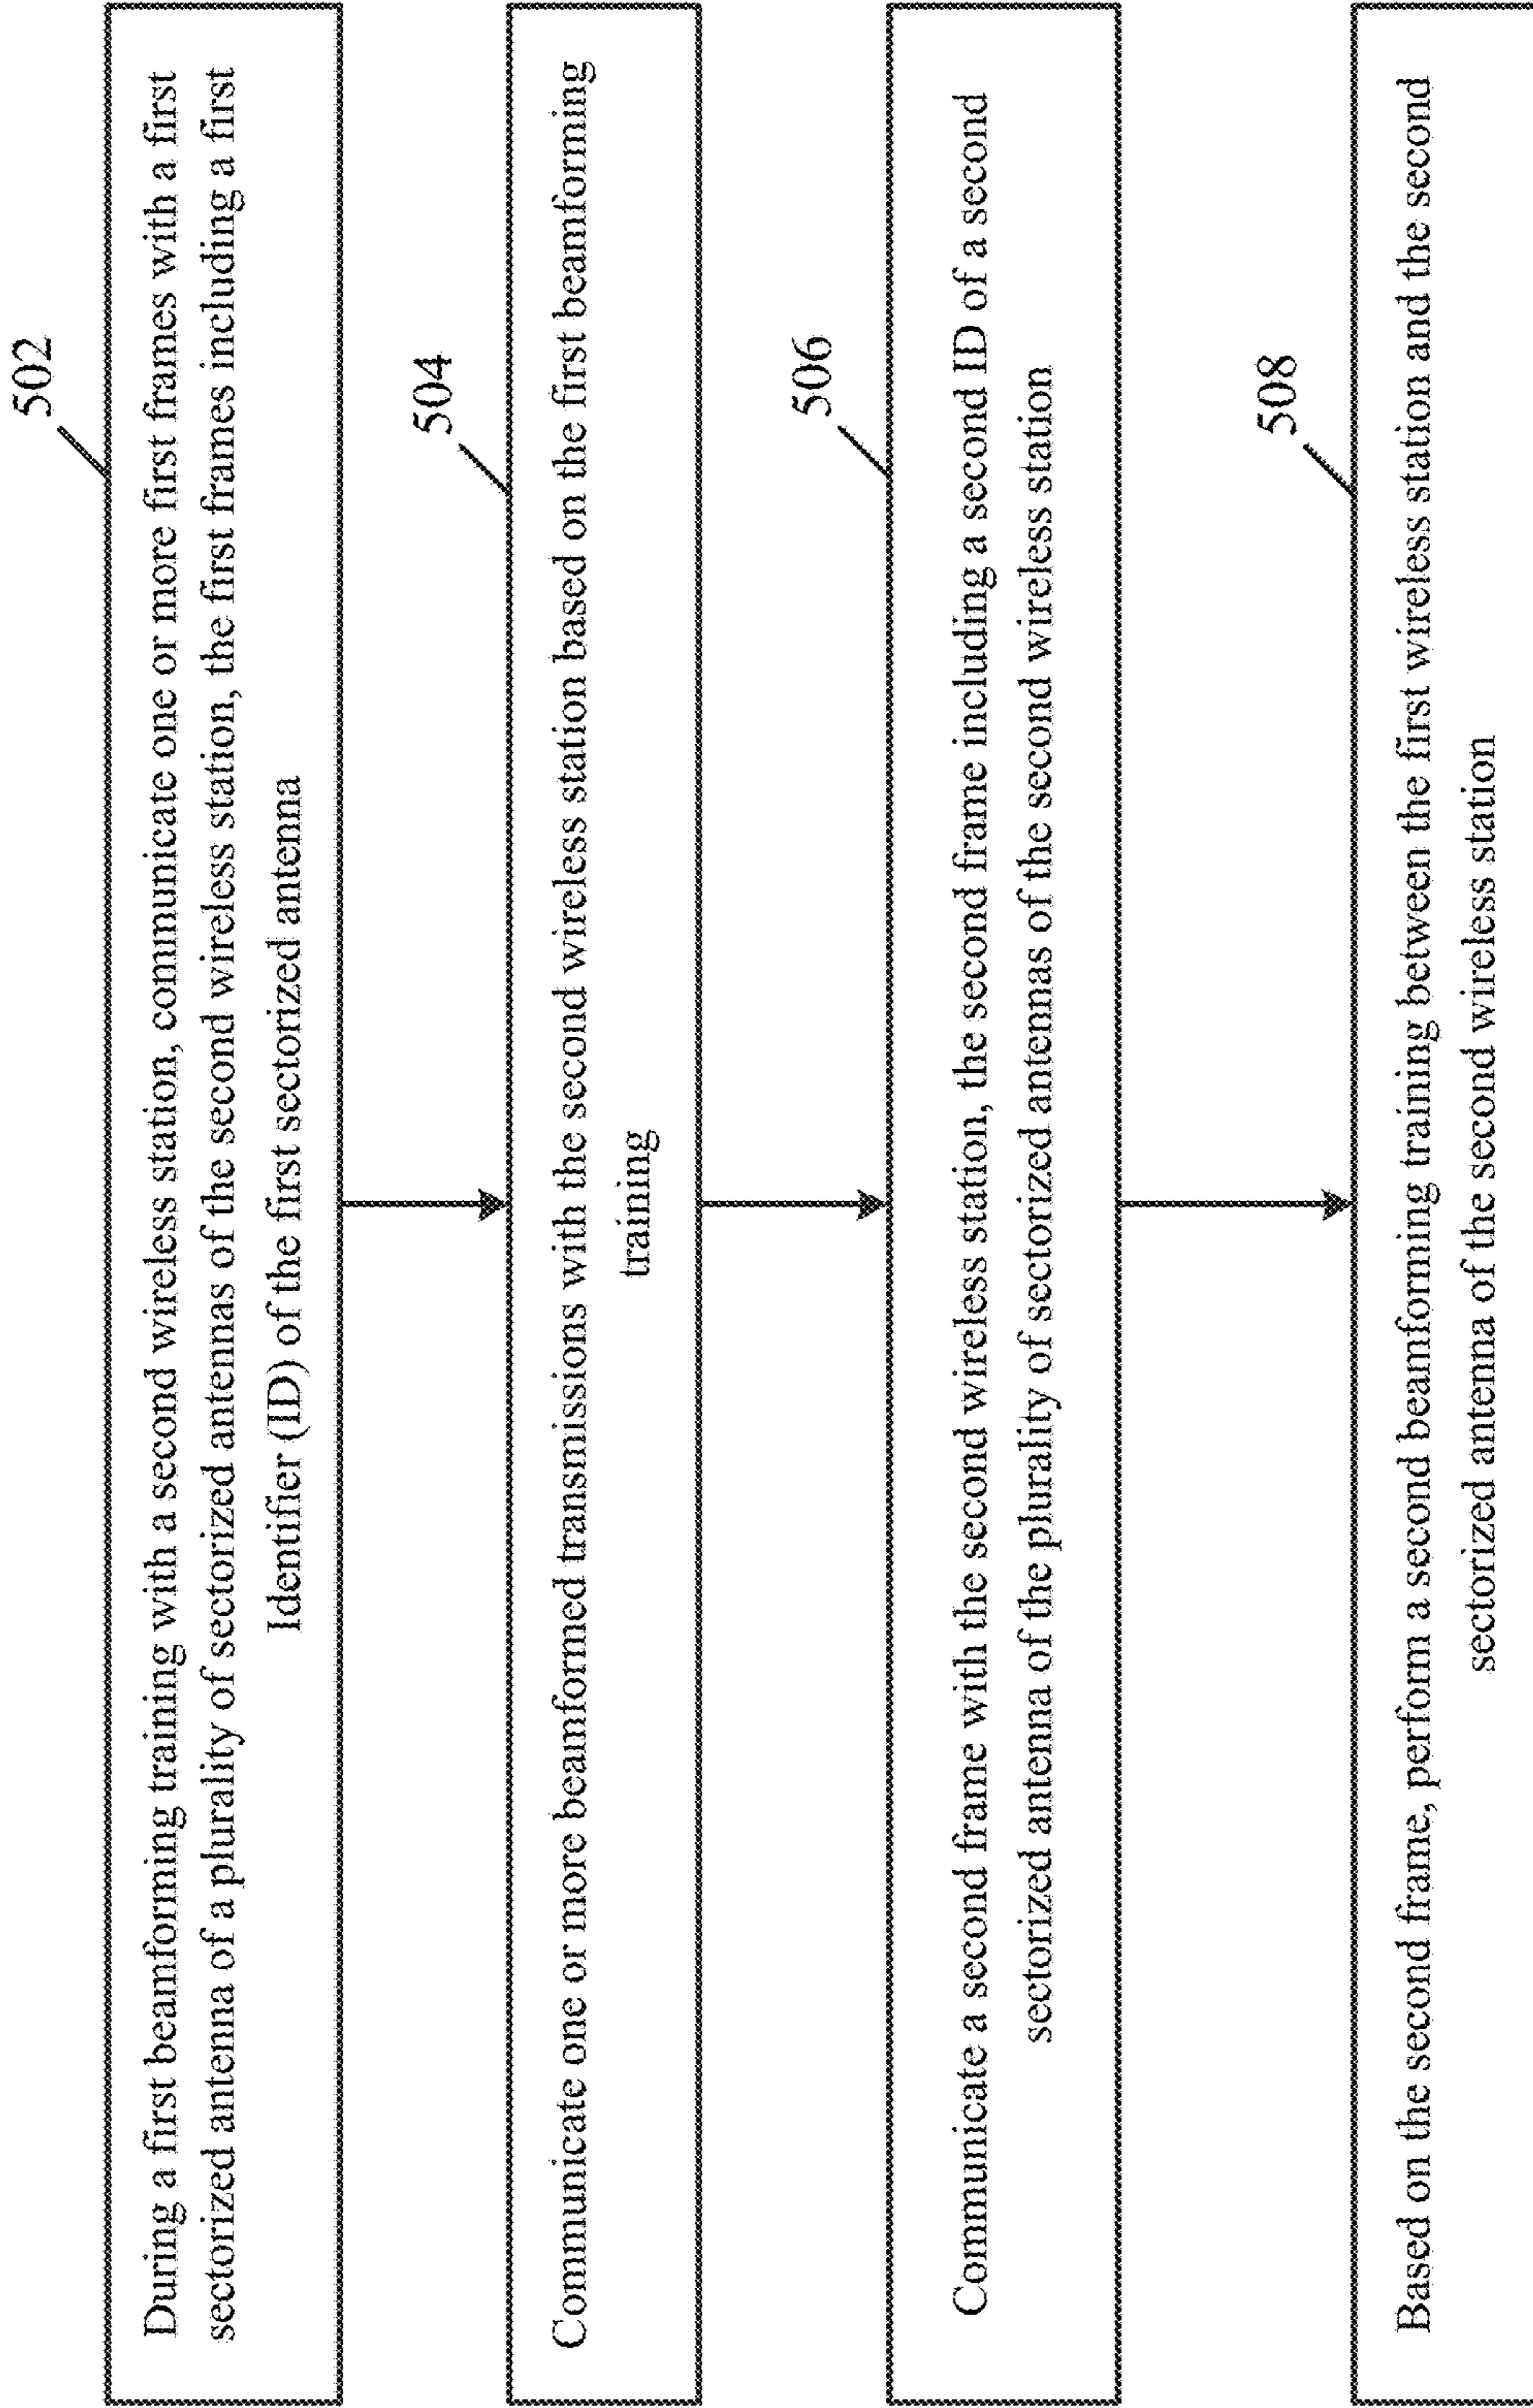 502
During a first beamforming training with a second wireless station, communicate one or more first frames with a first
sectorized antenna of a plurality of sectorized antennas of the second wireless station, the first frames including a first
Identifier (ID) of the first sectorized antenna
504
Communicate one or more beamformed transmissions with the second wireless station based on the first beamforming
training
506
Communicate a second frame with the second wireless station, the second frame including a second ID of a second
sectorized antenna of the plurality of sectorized antennas of the second wireless station
508
Based on the second frame, perform a second beamforming training between the first wireless station and the second
sectorized antenna of the second wireless station